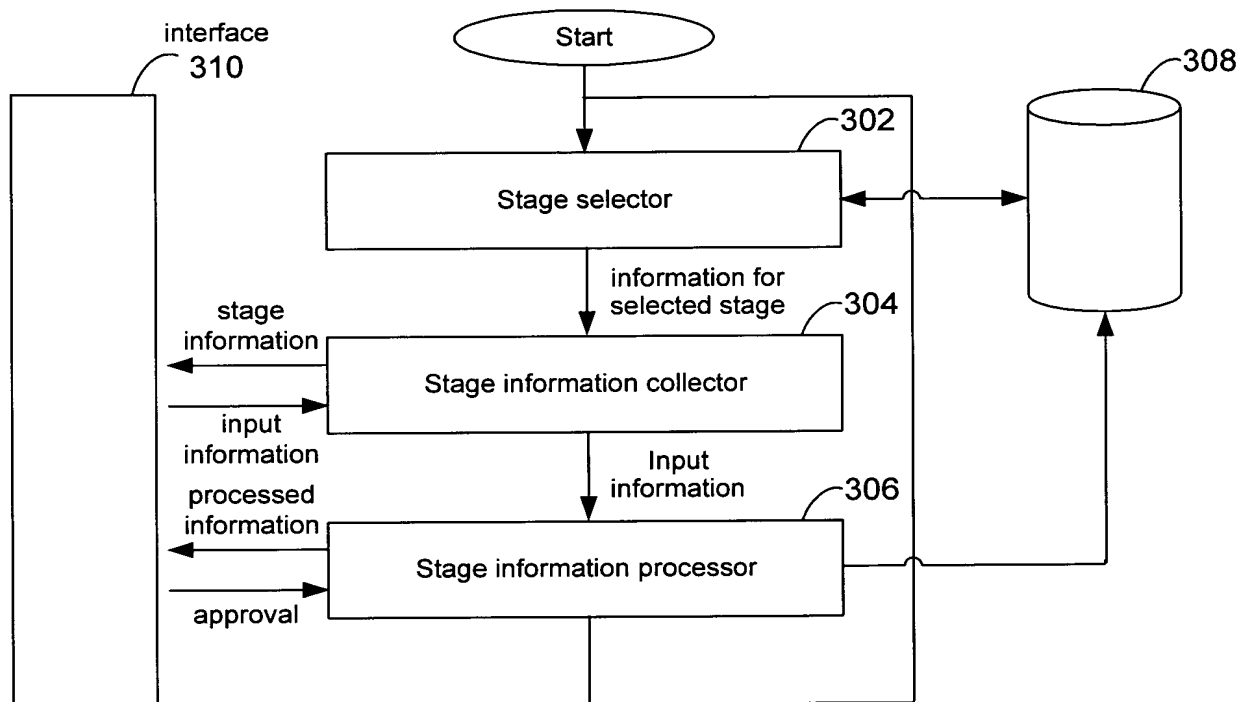 interface
310
Start
308
302
Stage selector
information for
selected stage
304
stage
information
Stage information collector
input
information
Input
information
processed
information
306
Stage information processor
approval